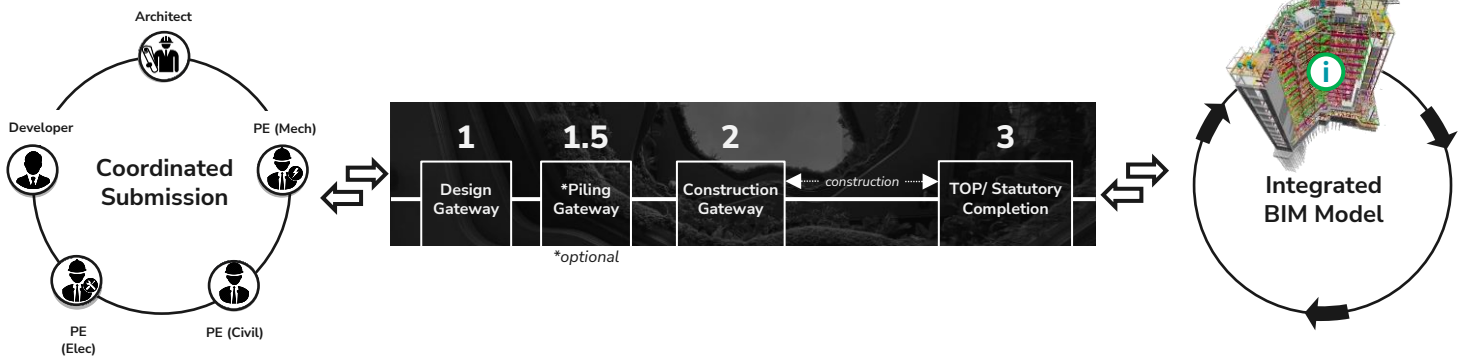 Architect
Developer
PE (Mech)
Coordinated
Submission
PE
(Elec)
PE (Civil)
1
Design
Gateway
1.5
*Piling
Gateway
*optional
2
Construction
Gateway
construction
3
TOP/ Statutory
Completion
i
Integrated
BIM Model